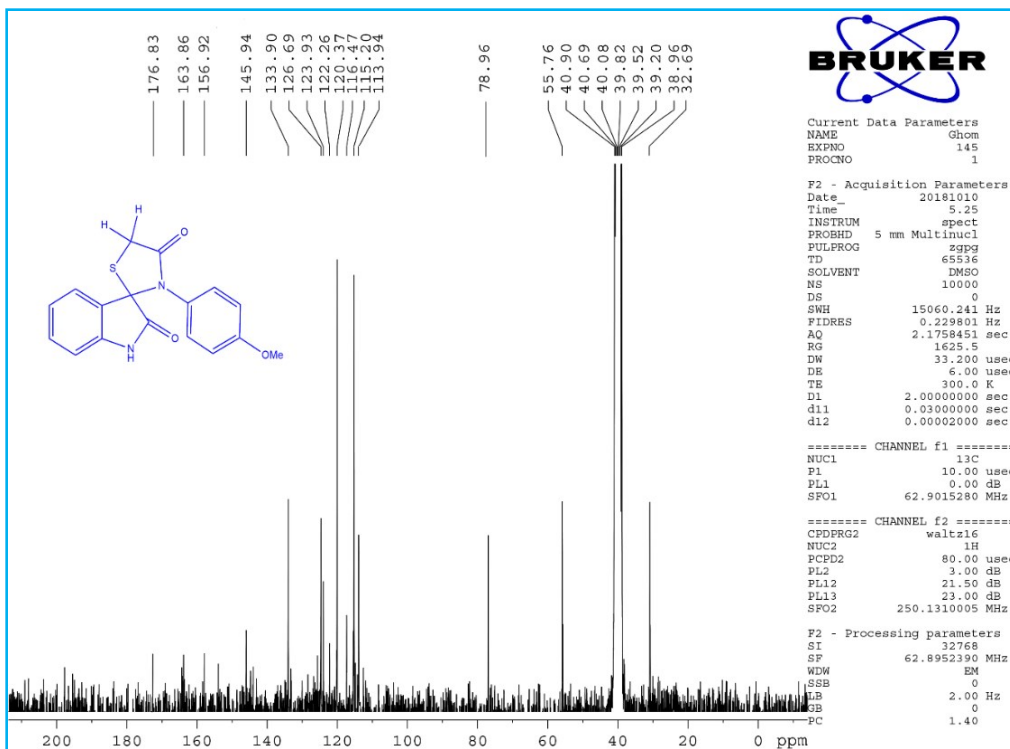 176.83
163.86
156.92
145.94
133.90
126.69
123.93
122.26
120.37
116.47
115.20
113.94
78.96
55.76
40.90
40.69
40.08
39.82
39.52
39.20
38.96
32.69
BRUKER
Current Data Parameters
NAME Ghom
EXPNO 145
PROCNO 1
F2 - Acquisition Parameters
Date_ 20181010
Time 5.25
INSTRUM spect
PROBHD 5 mm Multinucl
PULPROG zgpg
TD 65536
SOLVENT DMSO
NS 10000
DS 0
SWH 15060.241 Hz
FIDRES 0.229801 Hz
AQ 2.1758451 sec
RG 1625.5
DW 33.200 usec
DE 6.00 usec
TE 300.0 K
D1 2.00000000 sec
d11 0.03000000 sec
d12 0.00002000 sec
======== CHANNEL f1 ========
NUC1 13C
P1 10.00 usec
PL1 0.00 dB
SFO1 62.9015280 MHz
======== CHANNEL f2 ========
CPDPRG2 waltz16
NUC2 1H
PCPD2 80.00 usec
PL2 3.00 dB
PL12 21.50 dB
PL13 23.00 dB
SFO2 250.1310005 MHz
F2 - Processing parameters
SI 32768
SF 62.8952390 MHz
WDW EM
SSB 0
LB 2.00 Hz
GB 0
PC 1.40
H
H
O
S
N
O
N
H
OMe
200 180 160 140 120 100 80 60 40 20 0 ppm